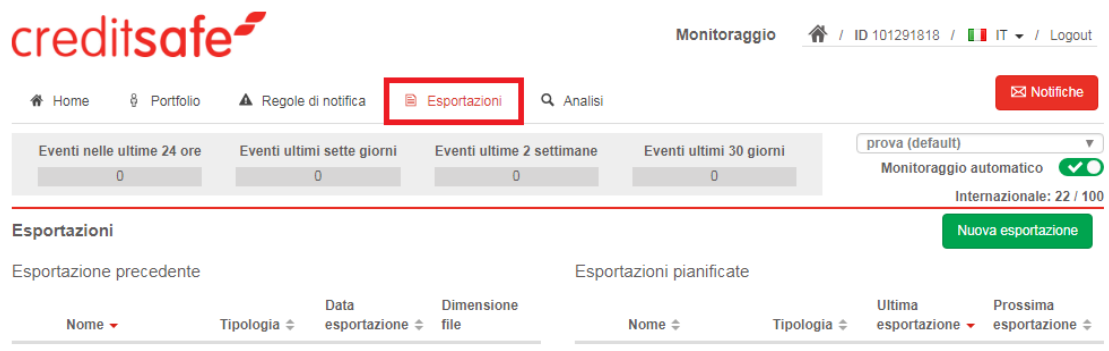 creditsafe
Monitoraggio / ID 101291818 / IT / Logout
Home Portfolio Regole di notifica Esportazioni Analisi Notifiche
Eventi nelle ultime 24 ore Eventi ultimi sette giorni Eventi ultime 2 settimane Eventi ultimi 30 giorni prova (default)
0 0 0 0 Monitoraggio automatico
Internazionale: 22 / 100
Esportazioni Nuova esportazione
Esportazione precedente Esportazioni pianificate
Nome Tipologia Data esportazione Dimensione file Nome Tipologia Ultima esportazione Prossima esportazione